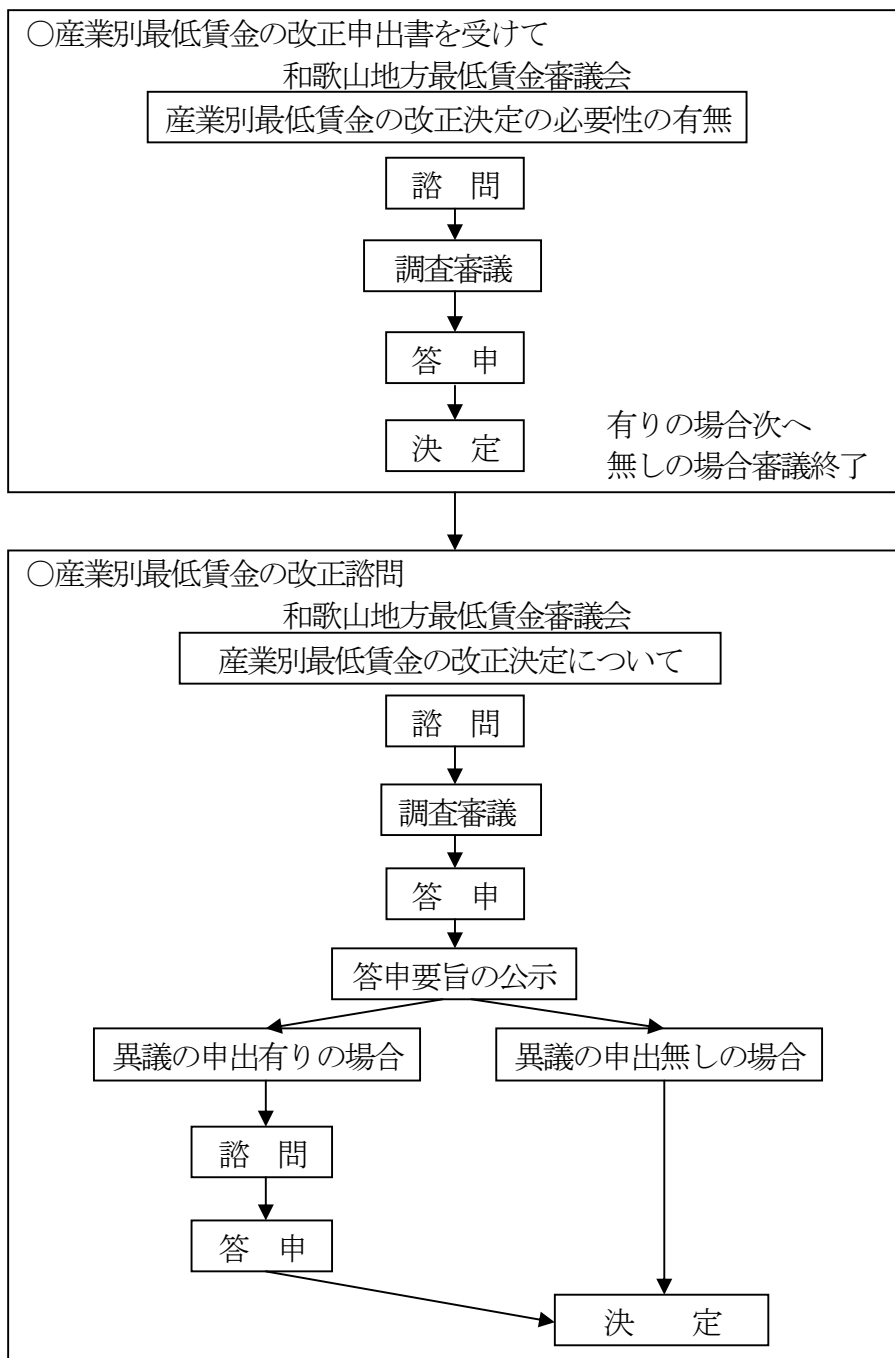 ○産業別最低賃金の改正申出書を受けて
和歌山地方最低賃金審議会
産業別最低賃金の改正決定の必要性の有無
諮　問
調査審議
答　申
決　定
有りの場合次へ
無しの場合審議終了
○産業別最低賃金の改正諮問
和歌山地方最低賃金審議会
産業別最低賃金の改正決定について
諮　問
調査審議
答　申
答申要旨の公示
異議の申出有りの場合
異議の申出無しの場合
諮　問
答　申
決　　定